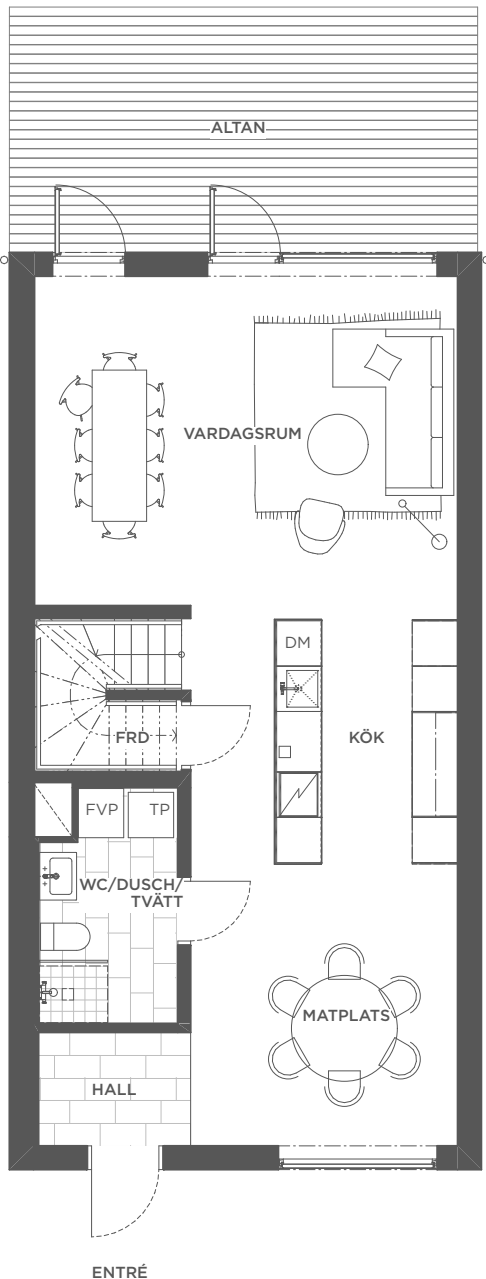 ALTAN
VARDAGSRUM
DM
FRD
KÖK
FVP
TP
WC/DUSCH/
TVÄTT
MATPLATS
HALL
ENTRÉ